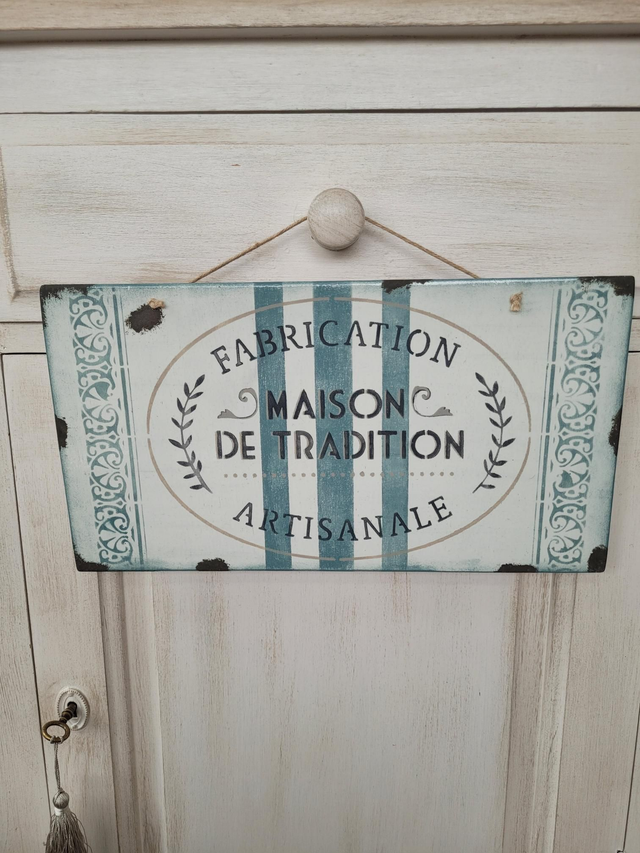 FABRICATION
MAISON
DE TRADITION
ARTISANALE